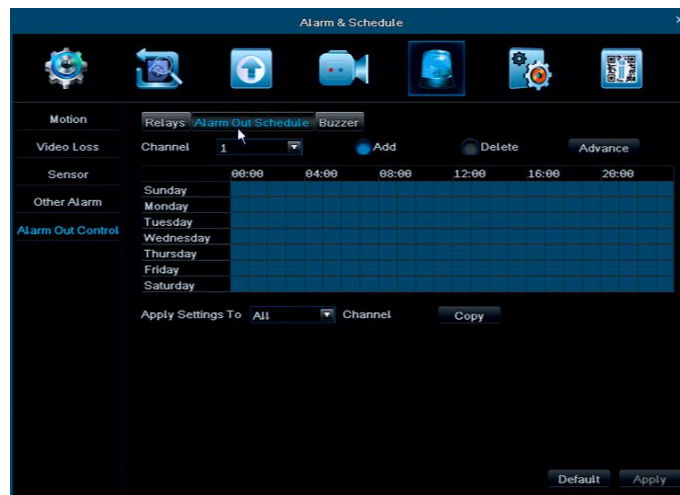 Alarm & Schedule
Motion
Video Loss
Sensor
Other Alarm
Alarm Out Control
Relays Alarm Out Schedule Buzzer
Channel 1 Add Delete Advance
00:00 04:00 08:00 12:00 16:00 20:00
Sunday
Monday
Tuesday
Wednesday
Thursday
Friday
Saturday
Apply Settings To All Channel Copy
Default Apply